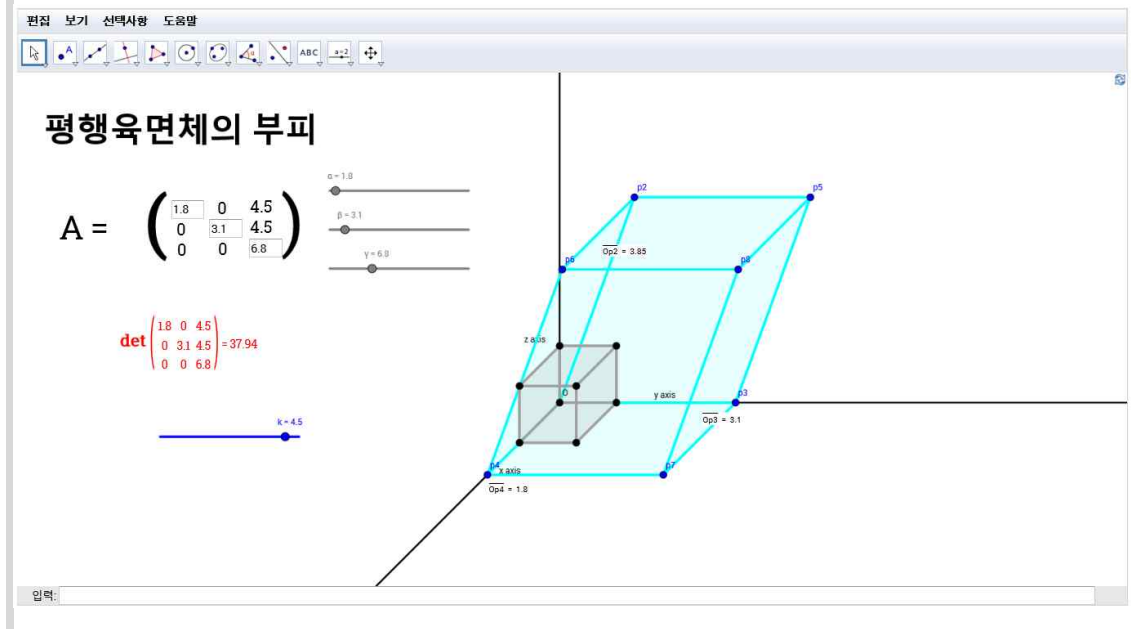 편집 보기 선택사항 도움말
A ABC a=2
평행육면체의 부피
α = 1.8
β = 3.1
γ = 6.8
A =
1.8 0 4.5
0 3.1 4.5
0 0 6.8
det
1.8 0 4.5
0 3.1 4.5
0 0 6.8
= 37.94
k = 4.5
p2
p5
Op2 = 3.85
p6
p8
z axis
O
y axis
p3
Op3 = 3.1
p4
x axis
p7
Op4 = 1.8
입력: